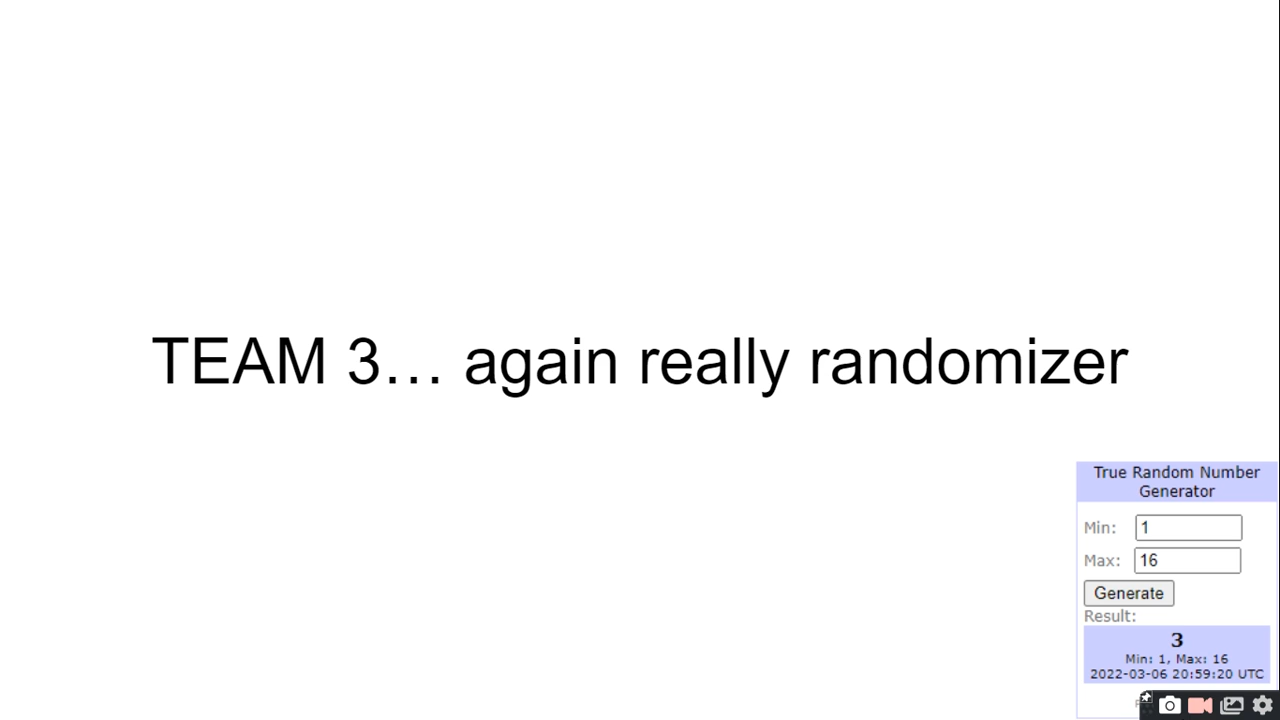 TEAM 3… again really randomizer
True Random Number
Generator
Min: 1
Max: 16
Generate
Result:
3
Min: 1, Max: 16
2022-03-06 20:59:20 UTC